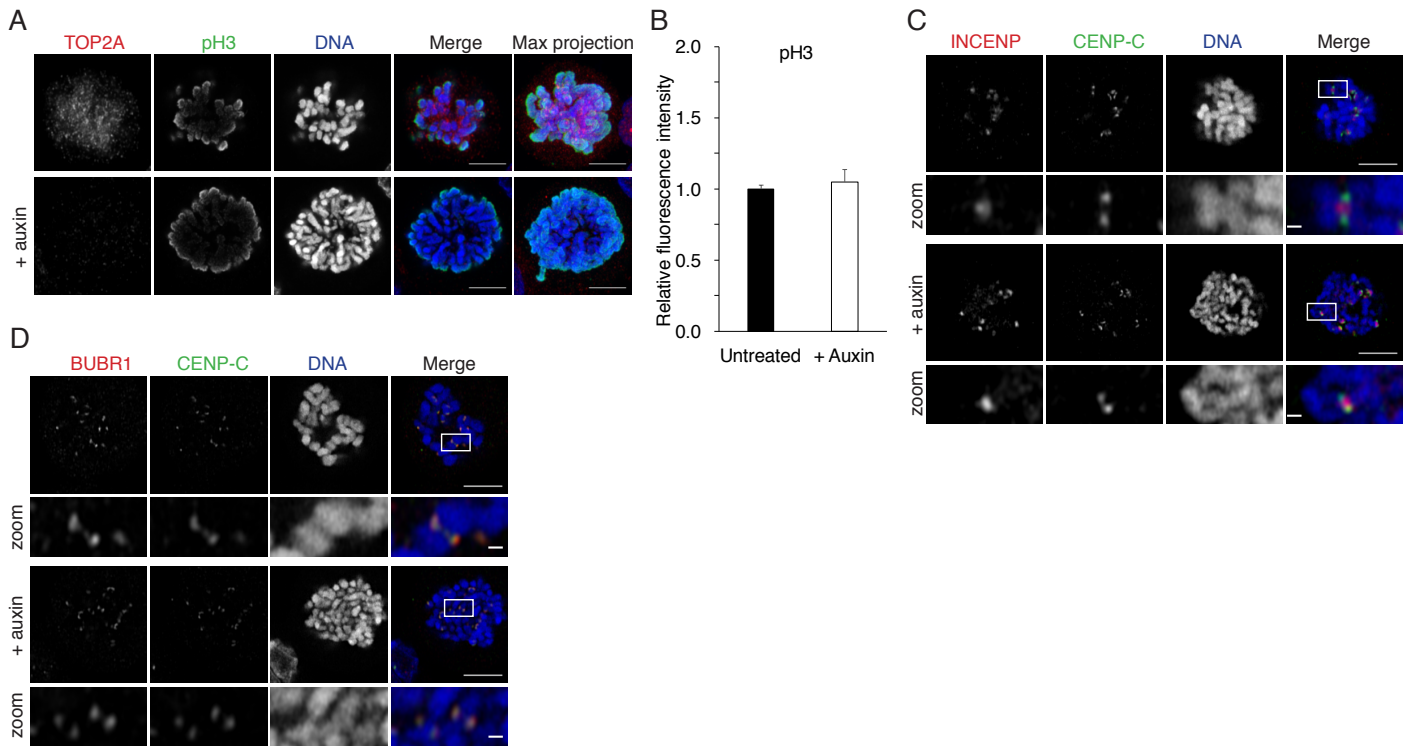 A
TOP2A pH3 DNA Merge Max projection
+ auxin
B
pH3
Relative fluorescence intensity
2.0
1.5
1.0
0.5
0.0
Untreated + Auxin
C
INCENP CENP-C DNA Merge
zoom
+ auxin
zoom
D
BUBR1 CENP-C DNA Merge
zoom
+ auxin
zoom